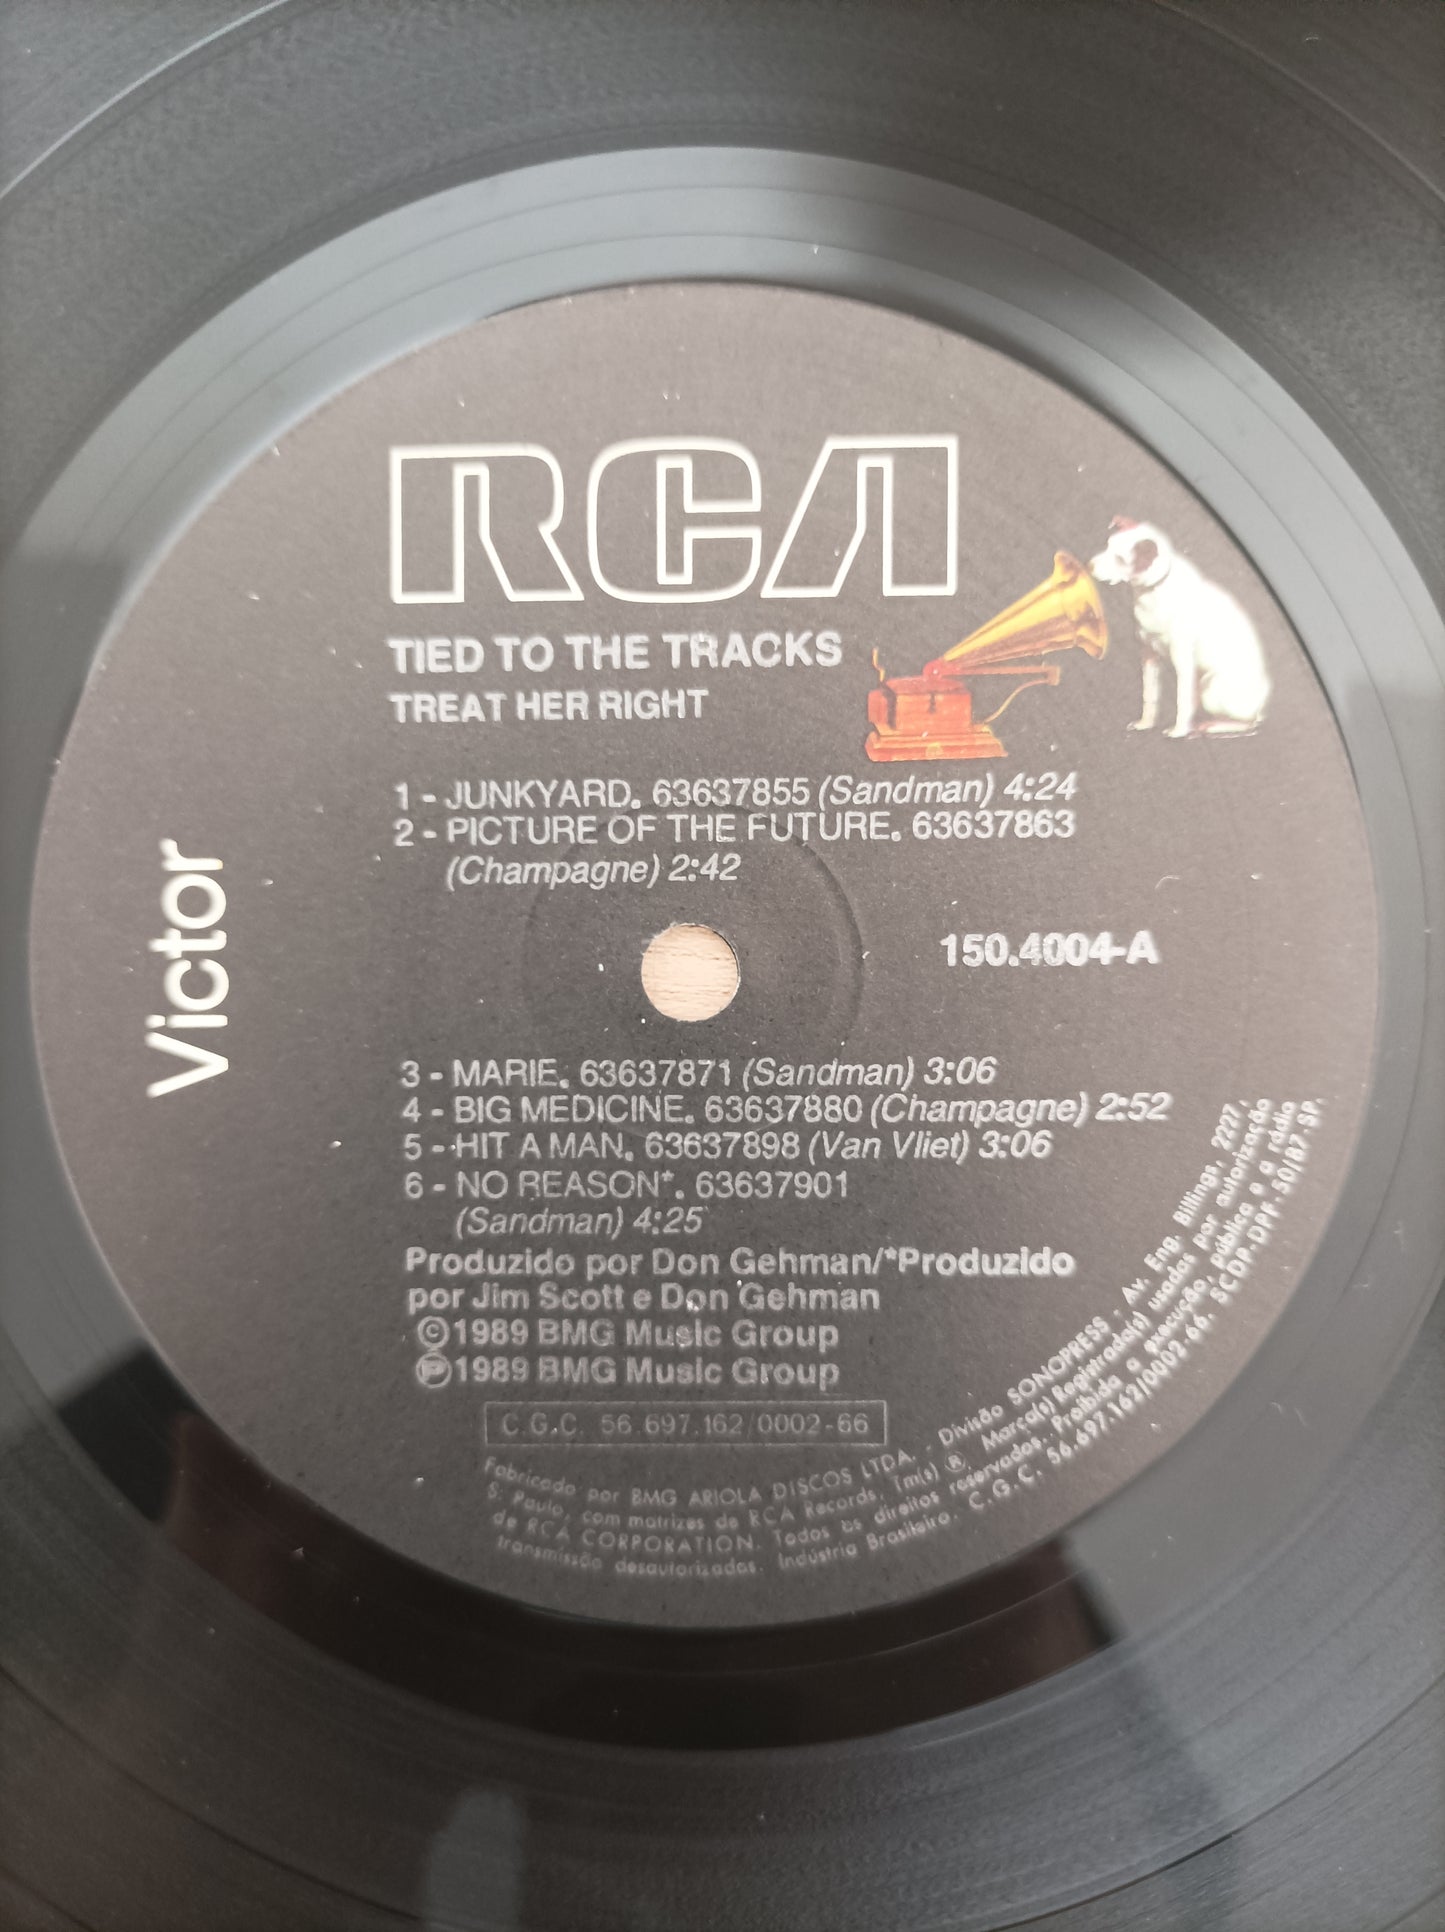 RCA
TIED TO THE TRACKS
TREAT HER RIGHT
1 - JUNKYARD. 63637855 (Sandman) 4:24
2 - PICTURE OF THE FUTURE. 63637863
(Champagne) 2:42
Victor
150.4004-A
3 - MARIE. 63637871 (Sandman) 3:06
4 - BIG MEDICINE. 63637880 (Champagne) 2:52
5 - HIT A MAN. 63637898 (Van Vliet) 3:06
6 - NO REASON*. 63637901
(Sandman) 4:25
Produzido por Don Gehman/*Produzido
por Jim Scott e Don Gehman
©1989 BMG Music Group
℗1989 BMG Music Group
C.G.C. 56.697.162/0002-66
Fabricado por BMG ARIOLA DISCOS LTDA. - Divisão SONOPRESS - Av. Eng. Billings, 2227,
S. Paulo, com matrizes de RCA Records, Tm(s) ® Marca(s) Registrada(s) usadas por autorização
de RCA CORPORATION. Todos os direitos reservados. Proibida a execução, pública e a rádio
transmissão desautorizadas. Indústria Brasileira. C.G.C. 56.697.162/0002-66. SCDP-DPF-50/87-SP.